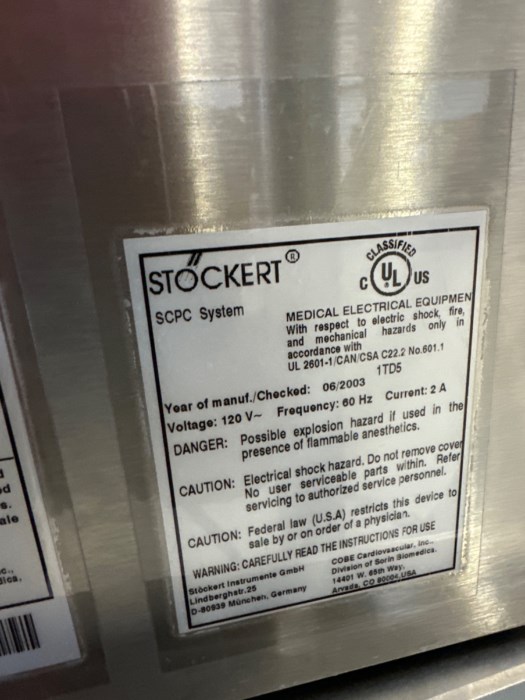 STÖCKERT®
SCPC System
CLASSIFIED
C UL US
MEDICAL ELECTRICAL EQUIPMEN
With respect to electric shock, fire,
and mechanical hazards only in
accordance with
UL 2601-1/CAN/CSA C22.2 No.601.1
1TD5
Year of manuf./Checked: 06/2003
Voltage: 120 V~ Frequency: 60 Hz Current: 2 A
DANGER: Possible explosion hazard if used in the
presence of flammable anesthetics.
CAUTION: Electrical shock hazard. Do not remove cover
No user serviceable parts within. Refer
servicing to authorized service personnel.
CAUTION: Federal law (U.S.A) restricts this device to
sale by or on order of a physician.
WARNING: CAREFULLY READ THE INSTRUCTIONS FOR USE
Stöckert Instrumente GmbH
Lindberghstr.25
D-80939 München, Germany
COBE Cardiovascular, Inc.,
Division of Sorin Biomedica.
14401 W. 65th Way,
Arvada, CO 80004,USA